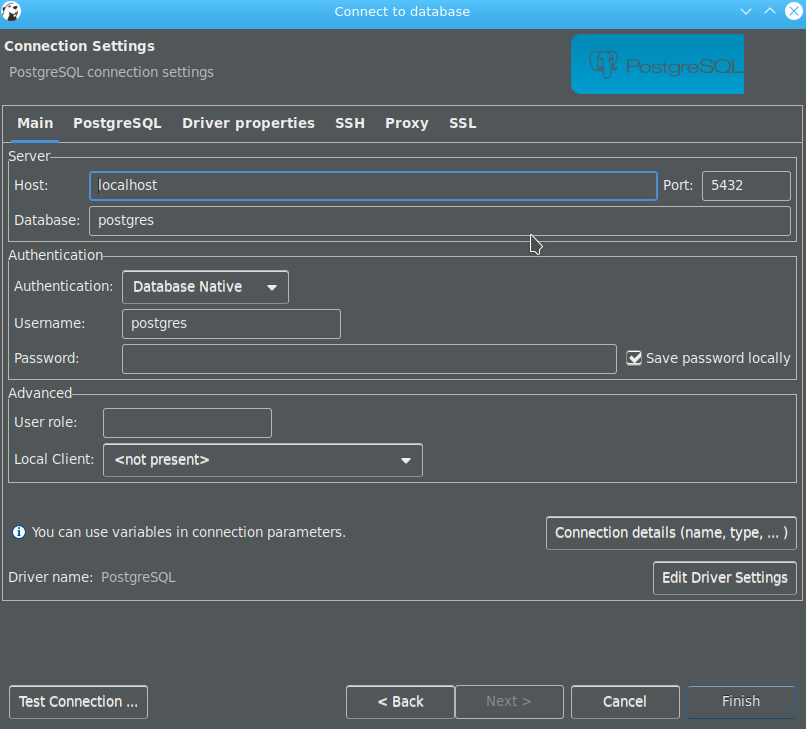 Connect to database
Connection Settings
PostgreSQL connection settings
PostgreSQL
Main PostgreSQL Driver properties SSH Proxy SSL
Server
Host: localhost Port: 5432
Database: postgres
Authentication
Authentication: Database Native
Username: postgres
Password: Save password locally
Advanced
User role:
Local Client: <not present>
You can use variables in connection parameters. Connection details (name, type, ... )
Driver name: PostgreSQL Edit Driver Settings
Test Connection ... < Back Next > Cancel Finish